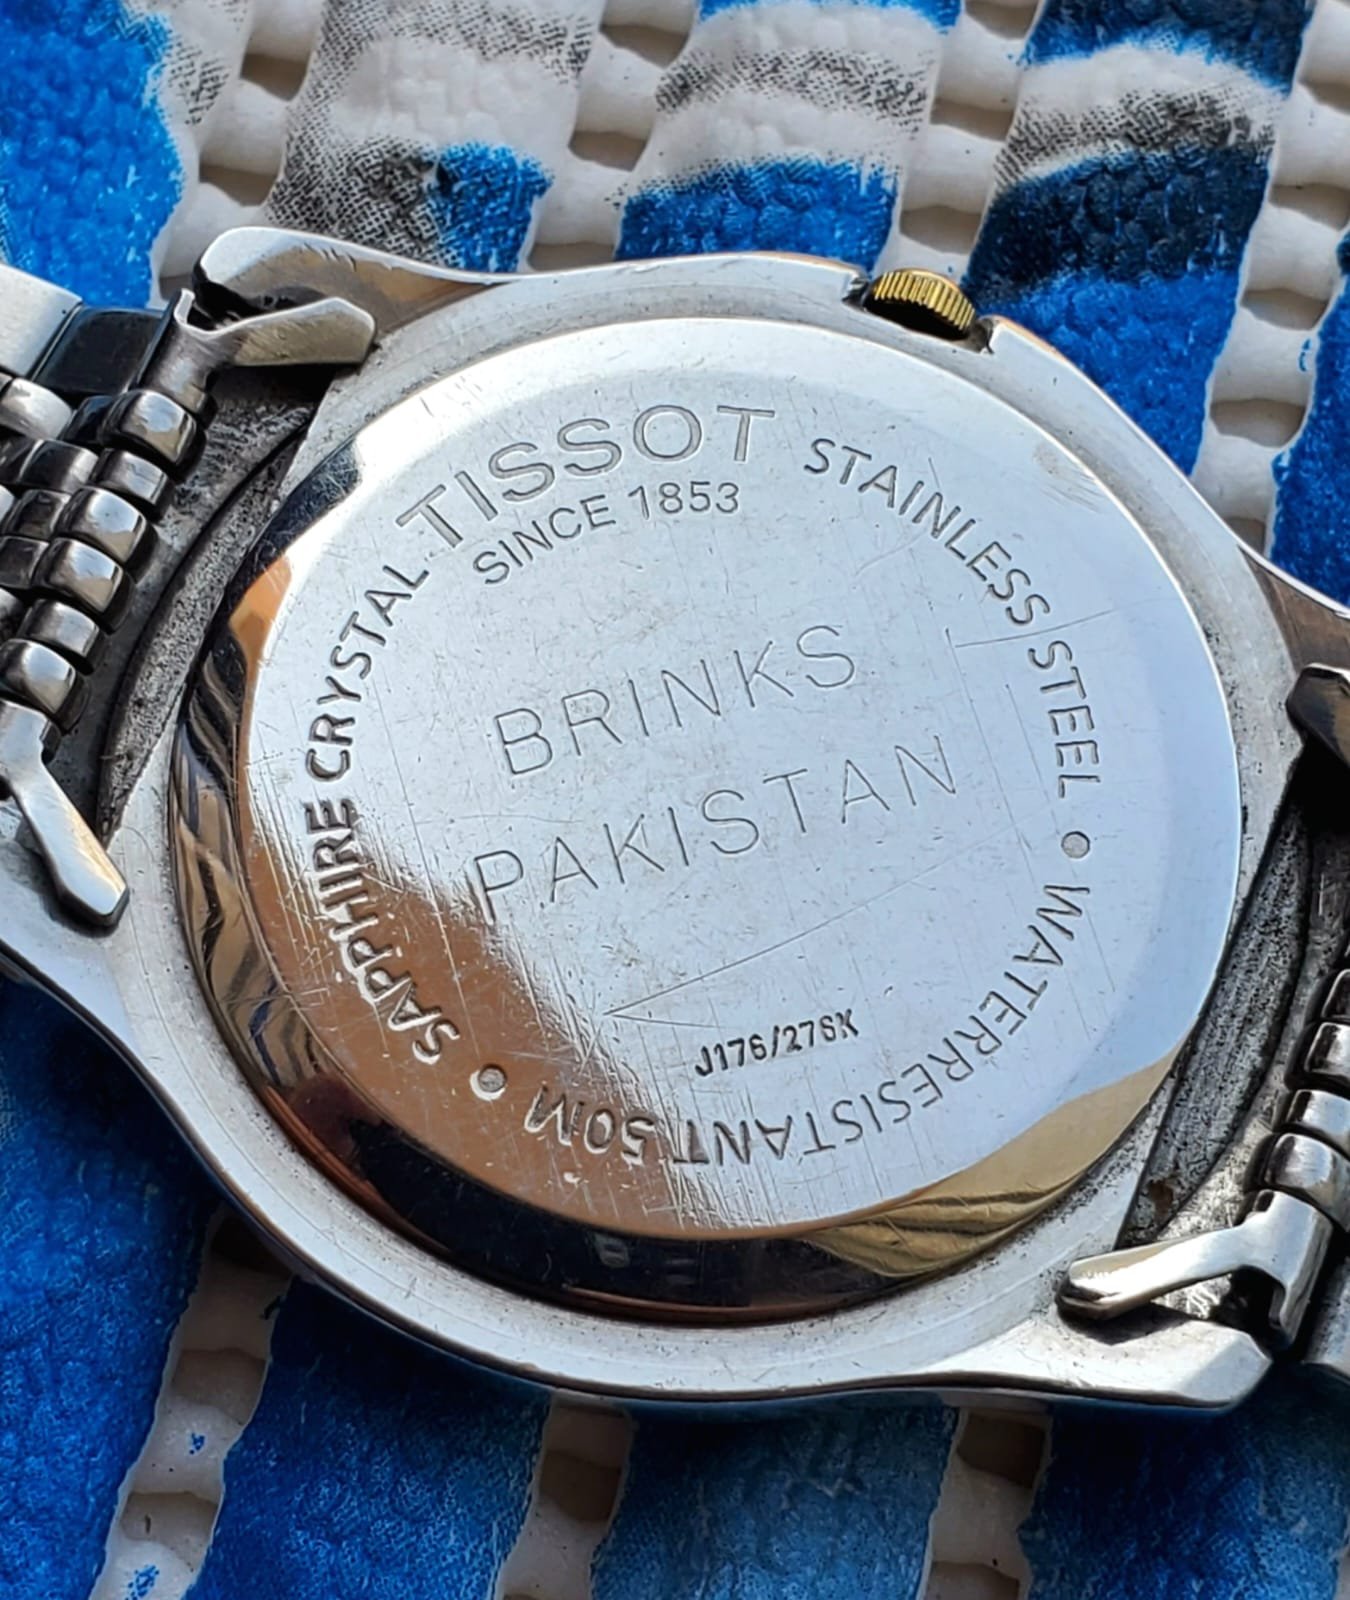 TISSOT
SINCE 1853
STAINLESS STEEL • WATERRESISTANT 50M • SAPPHIRE CRYSTAL
BRINKS
PAKISTAN
J176/276K